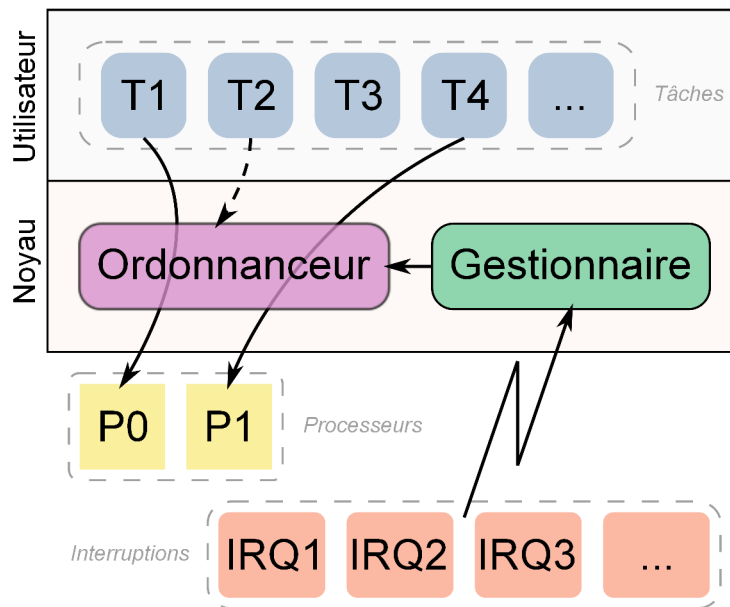 Utilisateur
T1
T2
T3
T4
...
Tâches
Noyau
Ordonnanceur
Gestionnaire
P0
P1
Processeurs
Interruptions
IRQ1
IRQ2
IRQ3
...